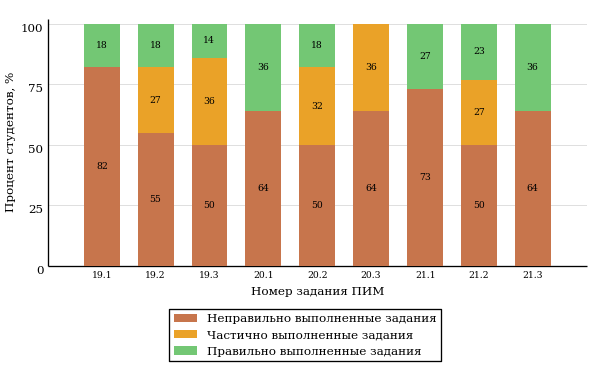 Процент студентов, %
100
75
50
25
0
18 18 14 36 18 36 27 23 36
27 36 32 27
82 55 50 64 50 64 73 50 64
19.1 19.2 19.3 20.1 20.2 20.3 21.1 21.2 21.3
Номер задания ПИМ
Неправильно выполненные задания
Частично выполненные задания
Правильно выполненные задания